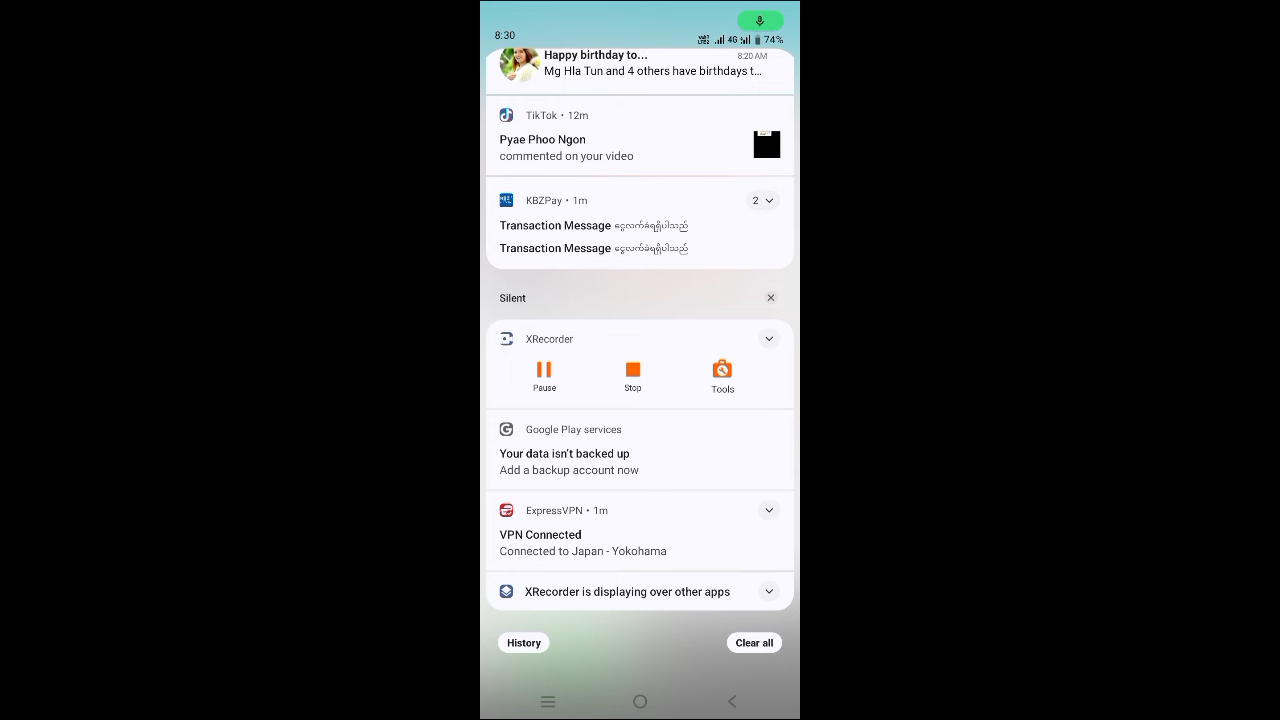 8:30
4G 74%
Happy birthday to... 8:20 AM
Mg Hla Tun and 4 others have birthdays t...
TikTok • 12m
Pyae Phoo Ngon
commented on your video
KBZPay • 1m 2
Transaction Message ငွေလက်ခံရရှိပါသည်
Transaction Message ငွေလက်ခံရရှိပါသည်
Silent
XRecorder
Pause Stop Tools
Google Play services
Your data isn't backed up
Add a backup account now
ExpressVPN • 1m
VPN Connected
Connected to Japan - Yokohama
XRecorder is displaying over other apps
History Clear all